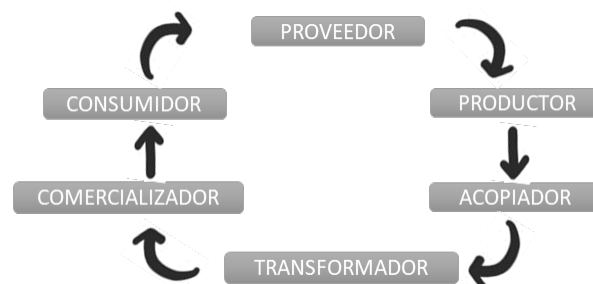 PROVEEDOR
PRODUCTOR
ACOPIADOR
TRANSFORMADOR
COMERCIALIZADOR
CONSUMIDOR